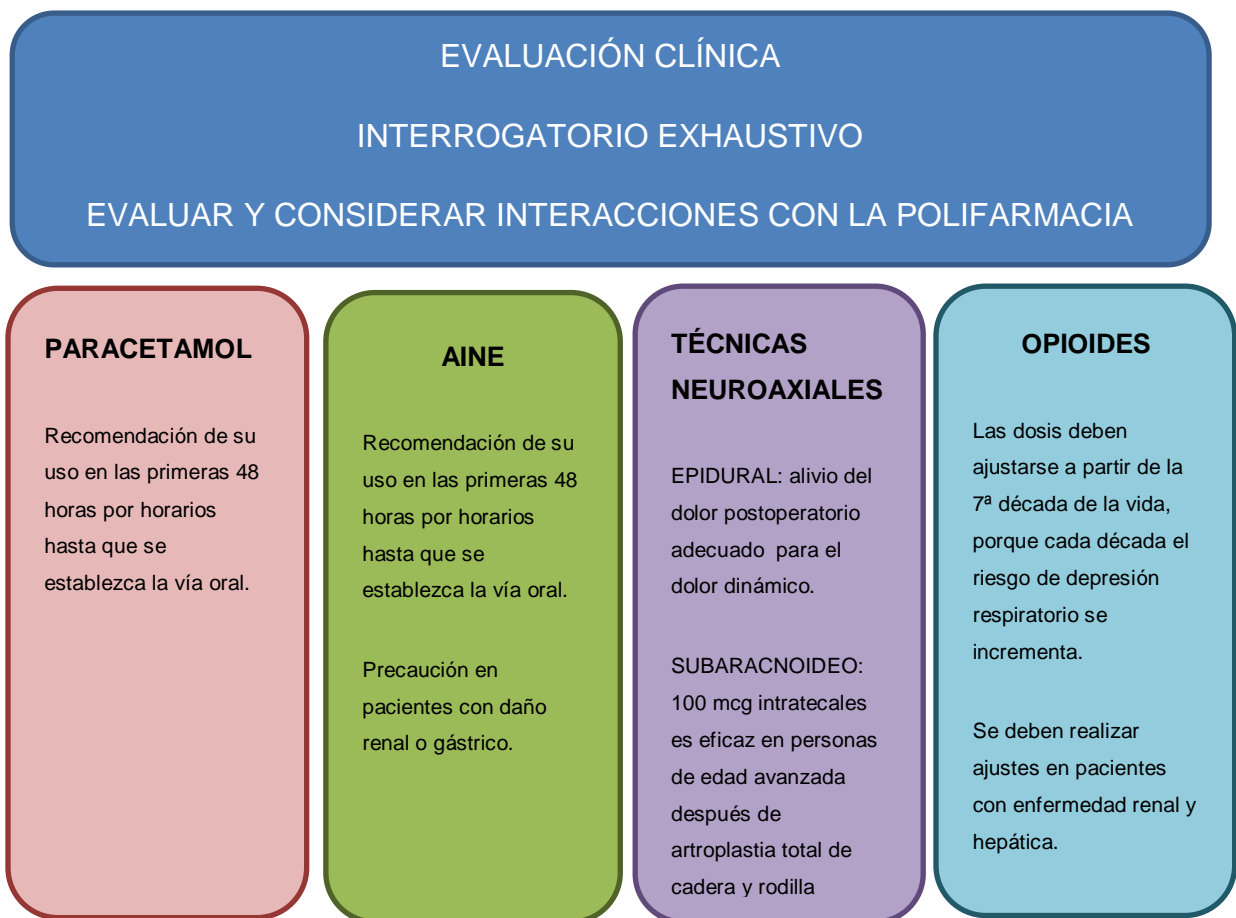 EVALUACIÓN CLÍNICA
INTERROGATORIO EXHAUSTIVO
EVALUAR Y CONSIDERAR INTERACCIONES CON LA POLIFARMACIA
PARACETAMOL
Recomendación de su
uso en las primeras 48
horas por horarios
hasta que se
establezca la vía oral.
AINE
Recomendación de su
uso en las primeras 48
horas por horarios
hasta que se
establezca la vía oral.
Precaución en
pacientes con daño
renal o gástrico.
TÉCNICAS
NEUROAXIALES
EPIDURAL: alivio del
dolor postoperatorio
adecuado para el
dolor dinámico.
SUBARACNOIDEO:
100 mcg intratecales
es eficaz en personas
de edad avanzada
después de
artroplastia total de
cadera y rodilla
OPIOIDES
Las dosis deben
ajustarse a partir de la
7ª década de la vida,
porque cada década el
riesgo de depresión
respiratorio se
incrementa.
Se deben realizar
ajustes en pacientes
con enfermedad renal y
hepática.